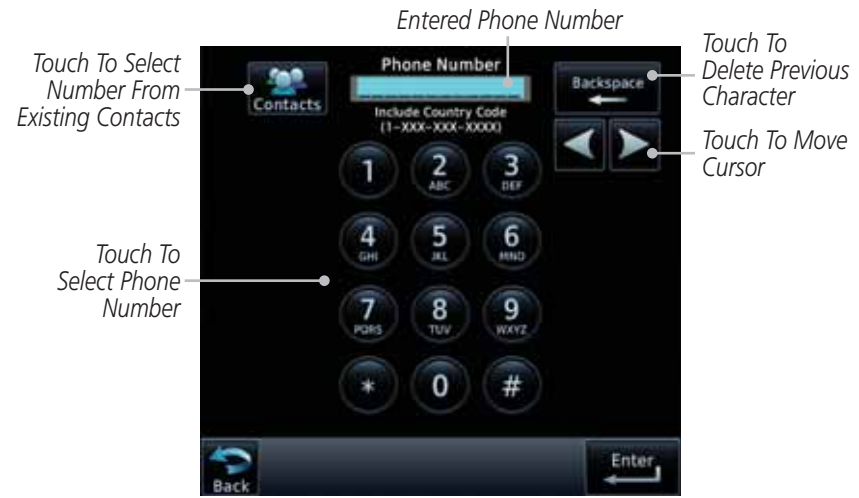 Entered Phone Number
Touch To Select
Number From
Existing Contacts
Touch To
Delete Previous
Character
Touch To Move
Cursor
Touch To
Select Phone
Number
Phone Number
Contacts
Backspace
Include Country Code
(1-XXX-XXX-XXXX)
1
2
ABC
3
DEF
4
GHI
5
JKL
6
MNO
7
PQRS
8
TUV
9
WXYZ
*
0
#
Back
Enter